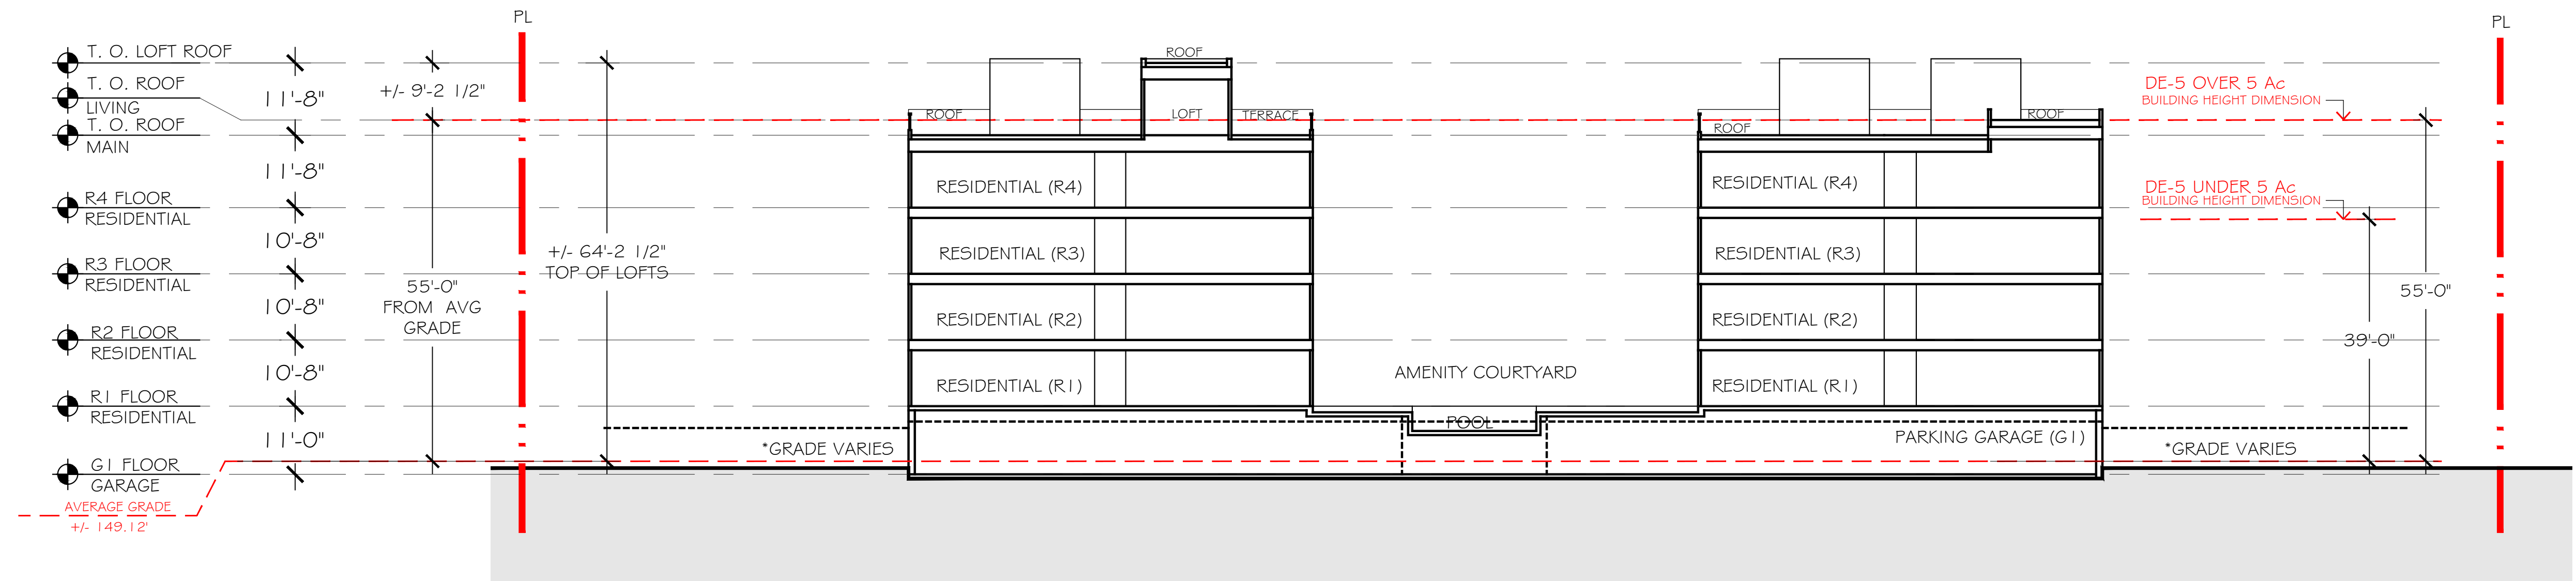 PL
PL
T. O. LOFT ROOF
T. O. ROOF
LIVING
T. O. ROOF
MAIN
R4 FLOOR
RESIDENTIAL
R3 FLOOR
RESIDENTIAL
R2 FLOOR
RESIDENTIAL
R1 FLOOR
RESIDENTIAL
G1 FLOOR
GARAGE
AVERAGE GRADE
+/- 149.12'
11'-8"
11'-8"
10'-8"
10'-8"
10'-8"
11'-0"
+/- 9'-2 1/2"
55'-0"
FROM AVG
GRADE
+/- 64'-2 1/2"
TOP OF LOFTS
*GRADE VARIES
ROOF
ROOF
LOFT
TERRACE
RESIDENTIAL (R4)
RESIDENTIAL (R3)
RESIDENTIAL (R2)
RESIDENTIAL (R1)
AMENITY COURTYARD
POOL
ROOF
ROOF
RESIDENTIAL (R4)
RESIDENTIAL (R3)
RESIDENTIAL (R2)
RESIDENTIAL (R1)
PARKING GARAGE (G1)
DE-5 OVER 5 Ac
BUILDING HEIGHT DIMENSION
DE-5 UNDER 5 Ac
BUILDING HEIGHT DIMENSION
55'-0"
39'-0"
*GRADE VARIES